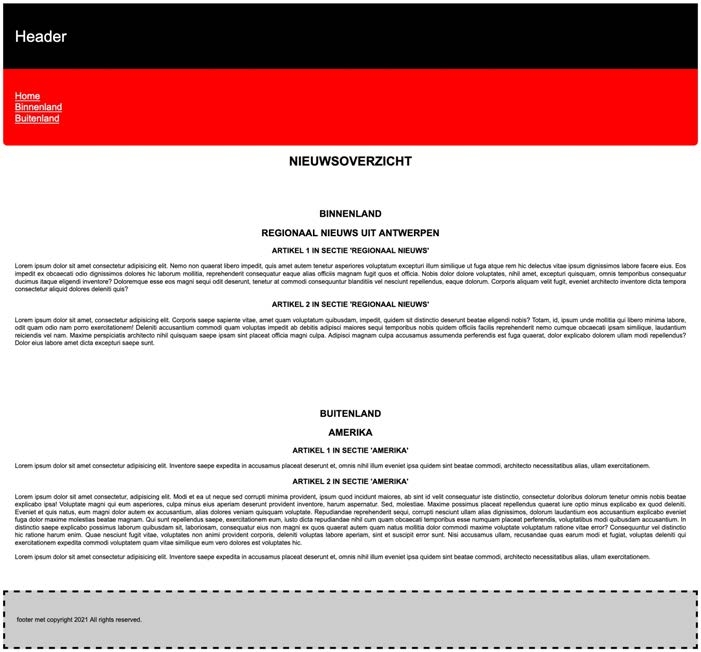 Header
Home
Binnenland
Buitenland
NIEUWSOVERZICHT
BINNENLAND
REGIONAAL NIEUWS UIT ANTWERPEN
ARTIKEL 1 IN SECTIE 'REGIONAAL NIEUWS'
Lorem ipsum dolor sit amet consectetur adipisicing elit. Nemo non quaerat libero impedit, quis amet autem tenetur asperiores voluptatum excepturi illum similique ut fuga atque rem hic delectus vitae ipsum dignissimos labore facere eius. Eos
impedit ex obcaecati odio dignissimos dolores hic laborum mollitia, reprehenderit consequatur eaque alias officiis magnam fugit quos et officia. Nobis dolor dolore voluptates, nihil amet, excepturi quisquam, omnis temporibus consequatur
ducimus itaque eligendi inventore? Doloremque esse eos magni sequi odit deserunt, tenetur at commodi consequuntur blanditiis vel nesciunt repellendus, eaque dolorum. Corporis aliquam velit fugit, eveniet architecto inventore dicta tempora
consectetur aliquid dolores deleniti quis?
ARTIKEL 2 IN SECTIE 'REGIONAAL NIEUWS'
Lorem ipsum dolor sit amet, consectetur adipisicing elit. Corporis saepe sapiente vitae, amet quam voluptatum quibusdam, impedit, quidem sit distinctio deserunt beatae eligendi nobis? Totam, id, ipsum unde mollitia qui libero minima labore,
odit quam odio nam porro exercitationem! Deleniti accusantium commodi quam voluptas impedit ab debitis adipisci maiores sequi temporibus nobis quidem officiis facilis reprehenderit nemo cumque obcaecati ipsam similique, laudantium
reiciendis vel nam. Maxime perspiciatis architecto nihil quisquam saepe ipsam sint placeat officia magni culpa. Adipisci magnam culpa accusamus assumenda perferendis est fuga quaerat, dolor explicabo dolorem ullam modi repellendus?
Dolor eius labore amet dicta excepturi saepe sunt.
BUITENLAND
AMERIKA
ARTIKEL 1 IN SECTIE 'AMERIKA'
Lorem ipsum dolor sit amet consectetur, adipisicing elit. Inventore saepe expedita in accusamus placeat deserunt et, omnis nihil illum eveniet ipsa quidem sint beatae commodi, architecto necessitatibus alias, ullam exercitationem.
ARTIKEL 2 IN SECTIE 'AMERIKA'
Lorem ipsum dolor sit amet consectetur, adipisicing elit. Modi et ea ut neque sed corrupti minima provident, ipsum quod incidunt maiores, ab sint id velit consequatur iste distinctio, consectetur doloribus dolorum tenetur omnis nobis beatae
explicabo ipsa! Voluptate magni qui eum asperiores, culpa minus eius aperiam deserunt provident inventore, harum aspernatur. Sed, molestiae. Maxime possimus placeat repellendus quaerat iure optio minus explicabo ex quod deleniti.
Eveniet et quis natus, eum magni dolor at accusantium, alias dolores veniam quisquam voluptate. Repudiandae reprehenderit sequi, corrupti nesciunt ullam alias dignissimos, dolorum laudantium eos accusantium explicabo eveniet
fuga dolor maxime molestias beatae magnam. Qui sunt repellendus saepe, exercitationem eum, iusto dicta repudiandae nihil cum quam obcaecati temporibus esse numquam placeat perferendis, voluptatibus modi quibusdam accusantium. In
distinctio saepe explicabo possimus laborum quibusdam sit, laboriosam, consequatur eius non magni ex quos quaerat autem quam natus mollitia dolor commodi maxime voluptate voluptatum ratione vitae error? Consequuntur vel distinctio
hic ratione harum enim. Quae nesciunt fugit vitae, voluptates non animi provident corporis, deleniti voluptas labore aperiam, sint et suscipit error sunt. Nisi accusamus ullam, recusandae quas earum modi et fugiat, voluptas deleniti qui
exercitationem expedita commodi voluptatem quam vitae similique eum vero dolores est voluptates hic.
Lorem ipsum dolor sit amet consectetur, adipisicing elit. Inventore saepe expedita in accusamus placeat deserunt et, omnis nihil illum eveniet ipsa quidem sint beatae commodi, architecto necessitatibus alias, ullam exercitationem.
footer met copyright 2021 All rights reserved.